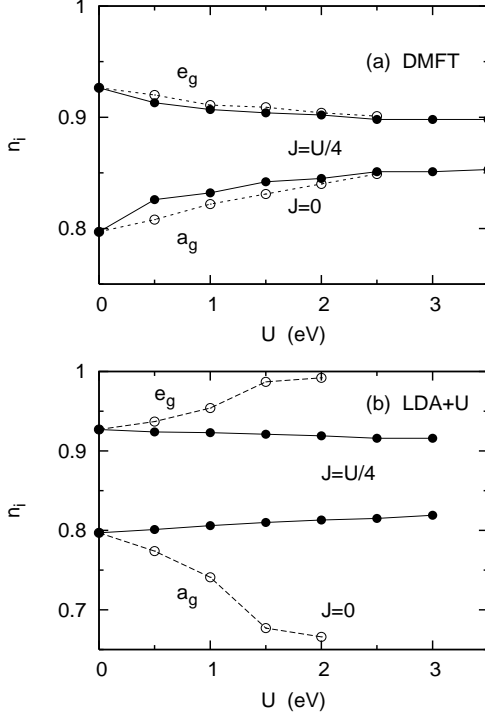 1
(a) DMFT
e_g
0.9
n_i
J=U/4
J=0
0.8
a_g
0 1 2 3
U (eV)
1
e_g
(b) LDA+U
0.9
n_i
J=U/4
0.8
a_g
J=0
0.7
0 1 2 3
U (eV)